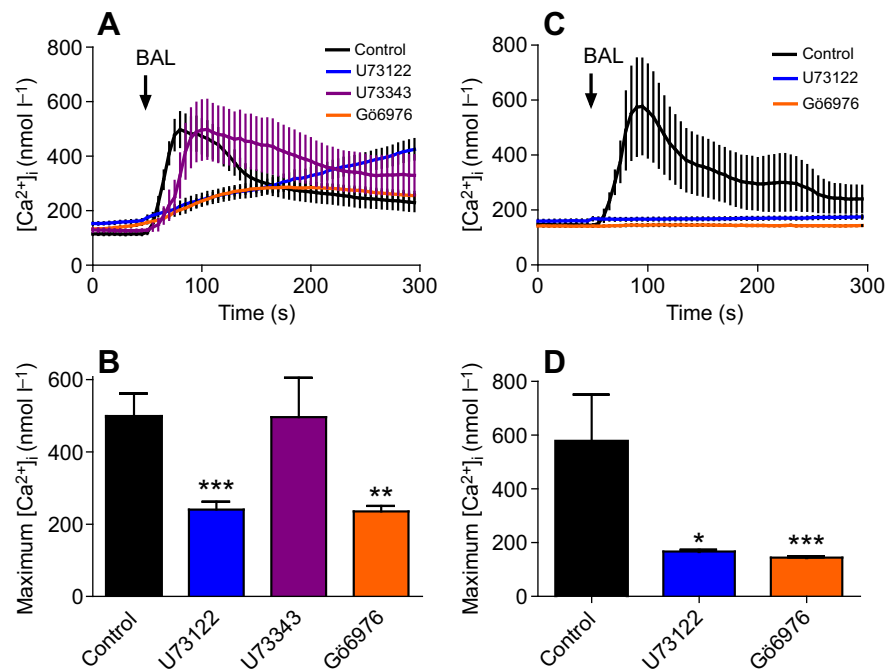 A
[Ca²⁺]ᵢ (nmol l⁻¹)
800
600
400
200
0
BAL
Control
U73122
U73343
Gö6976
0
100
200
300
Time (s)
C
[Ca²⁺]ᵢ (nmol l⁻¹)
800
600
400
200
0
BAL
Control
U73122
Gö6976
0
100
200
300
Time (s)
B
Maximum [Ca²⁺]ᵢ (nmol l⁻¹)
600
400
200
0
***
**
Control
U73122
U73343
Gö6976
D
Maximum [Ca²⁺]ᵢ (nmol l⁻¹)
800
600
400
200
0
*
***
Control
U73122
Gö6976